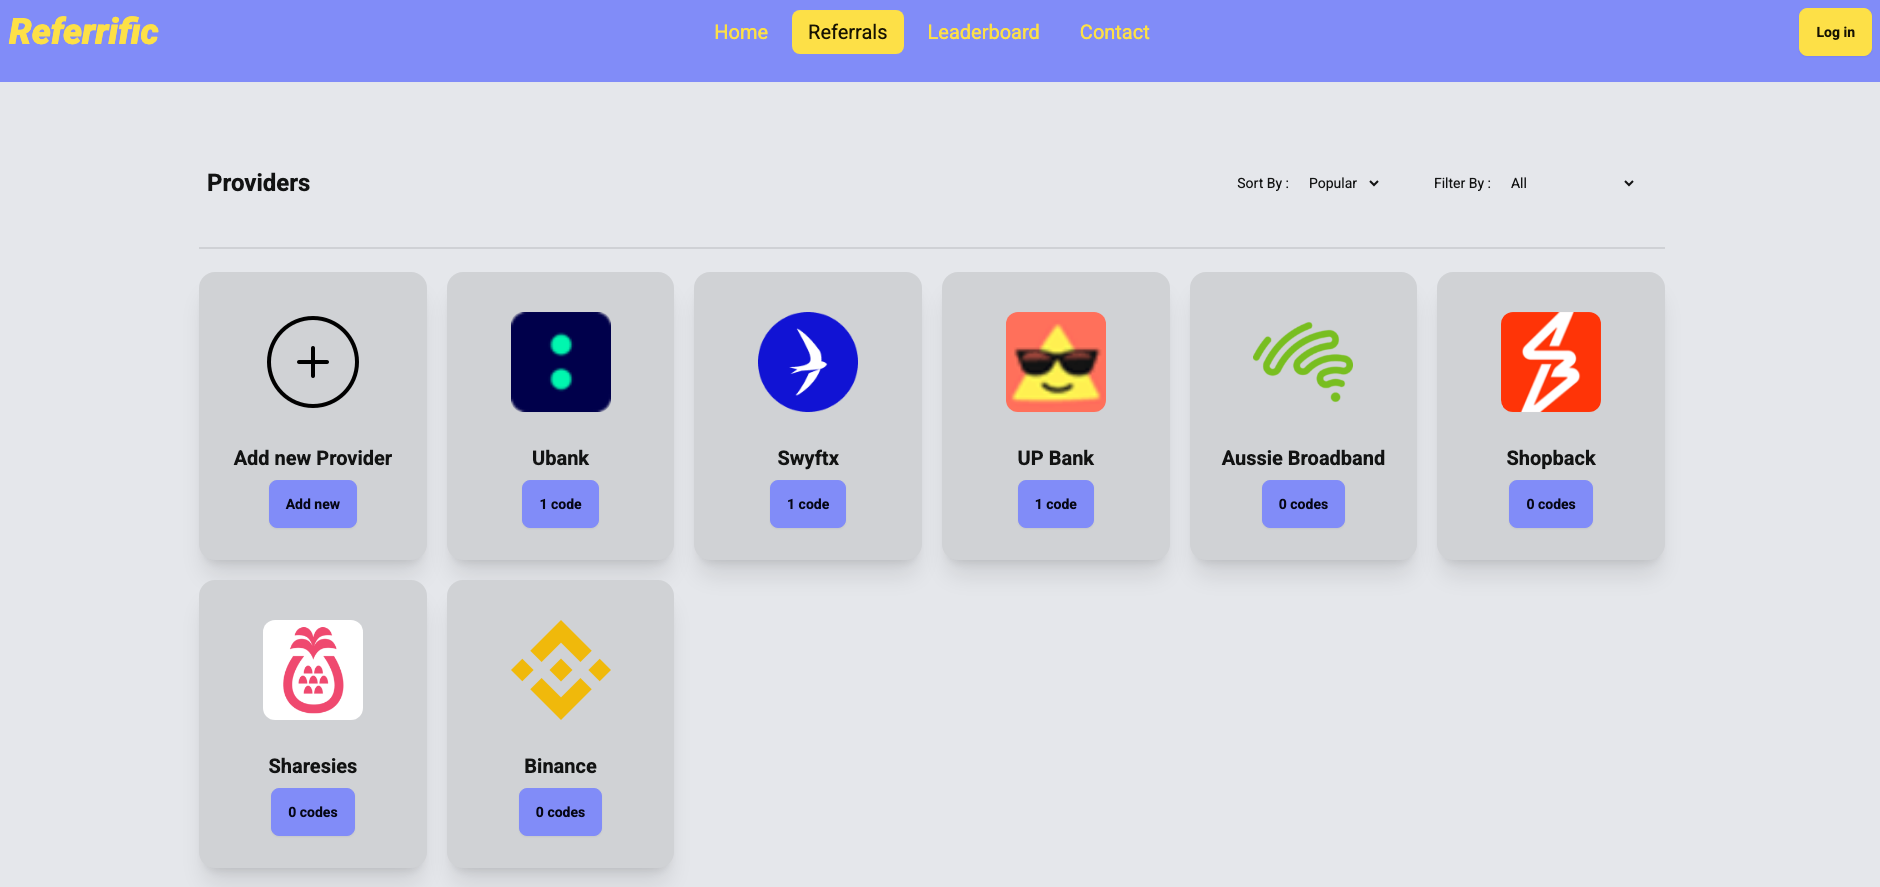 Referrific
Home
Referrals
Leaderboard
Contact
Log in
Providers
Sort By :
Popular
Filter By :
All
Add new Provider
Add new
Ubank
1 code
Swyftx
1 code
UP Bank
1 code
Aussie Broadband
0 codes
Shopback
0 codes
Sharesies
0 codes
Binance
0 codes